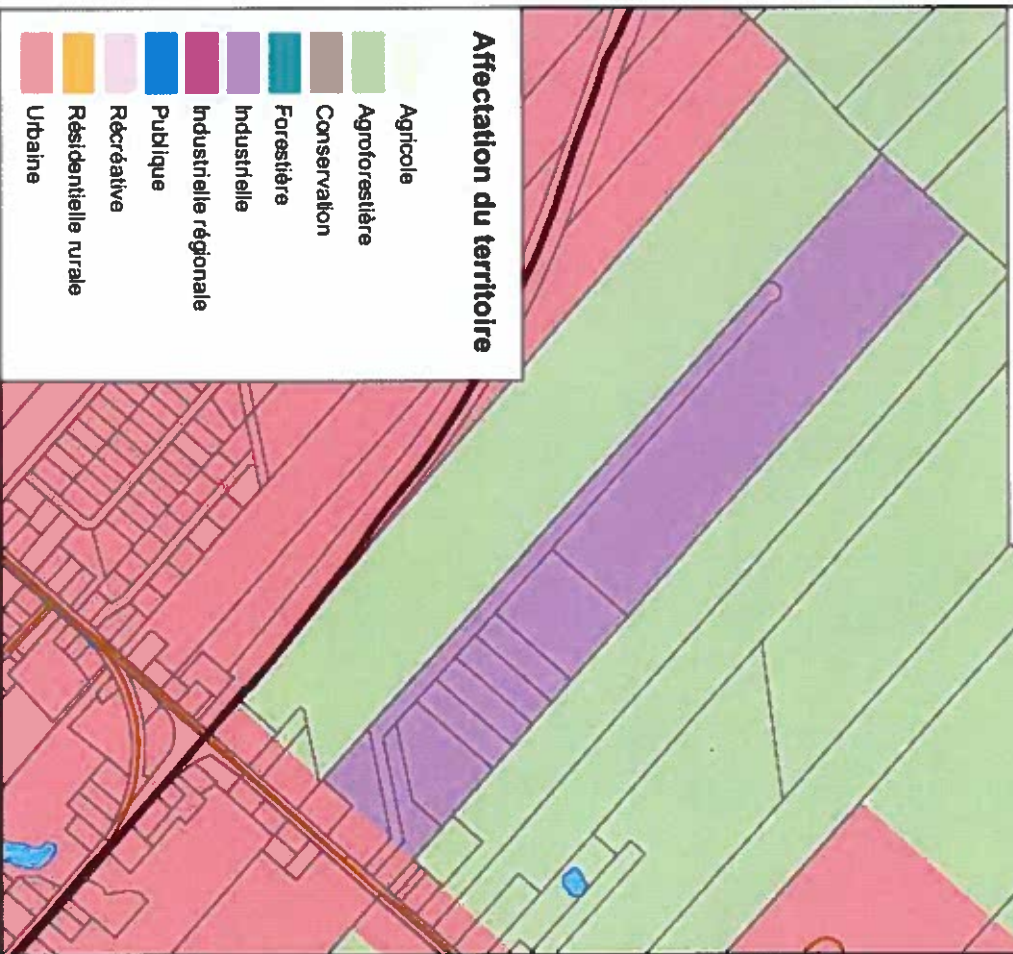 Affectation du territoire
Agricole
Agroforestière
Conservation
Forestière
Industrielle
Industrielle régionale
Publique
Récréative
Résidentielle rurale
Urbaine